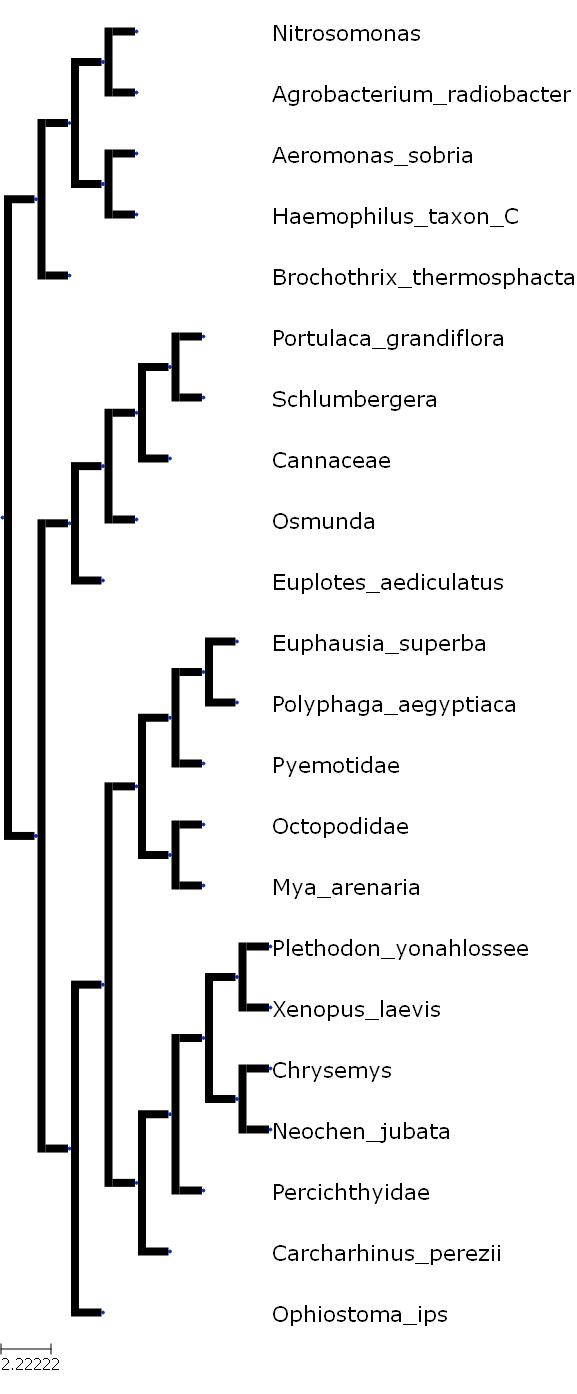 Nitrosomonas
Agrobacterium_radiobacter
Aeromonas_sobria
Haemophilus_taxon_C
Brochothrix_thermosphacta
Portulaca_grandiflora
Schlumbergera
Cannaceae
Osmunda
Euplotes_aediculatus
Euphausia_superba
Polyphaga_aegyptiaca
Pyemotidae
Octopodidae
Mya_arenaria
Plethodon_yonahlossee
Xenopus_laevis
Chrysemys
Neochen_jubata
Percichthyidae
Carcharhinus_perezii
Ophiostoma_ips
2.22222